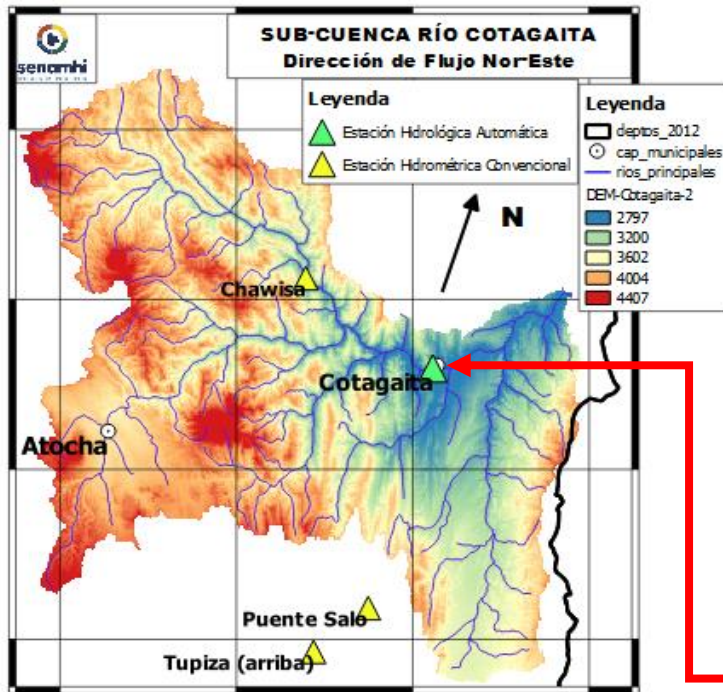 senamhi
SUB-CUENCA RÍO COTAGAITA
Dirección de Flujo Nor-Este
Leyenda
Estación Hidrológica Automática
Estación Hidrométrica Convencional
Leyenda
deptos_2012
cap_municipales
rios_principales
DEM-Cotagaita-2
2797
3200
3602
4004
4407
N
Chawisa
Cotagaita
Atocha
Puente Salo
Tupiza (arriba)